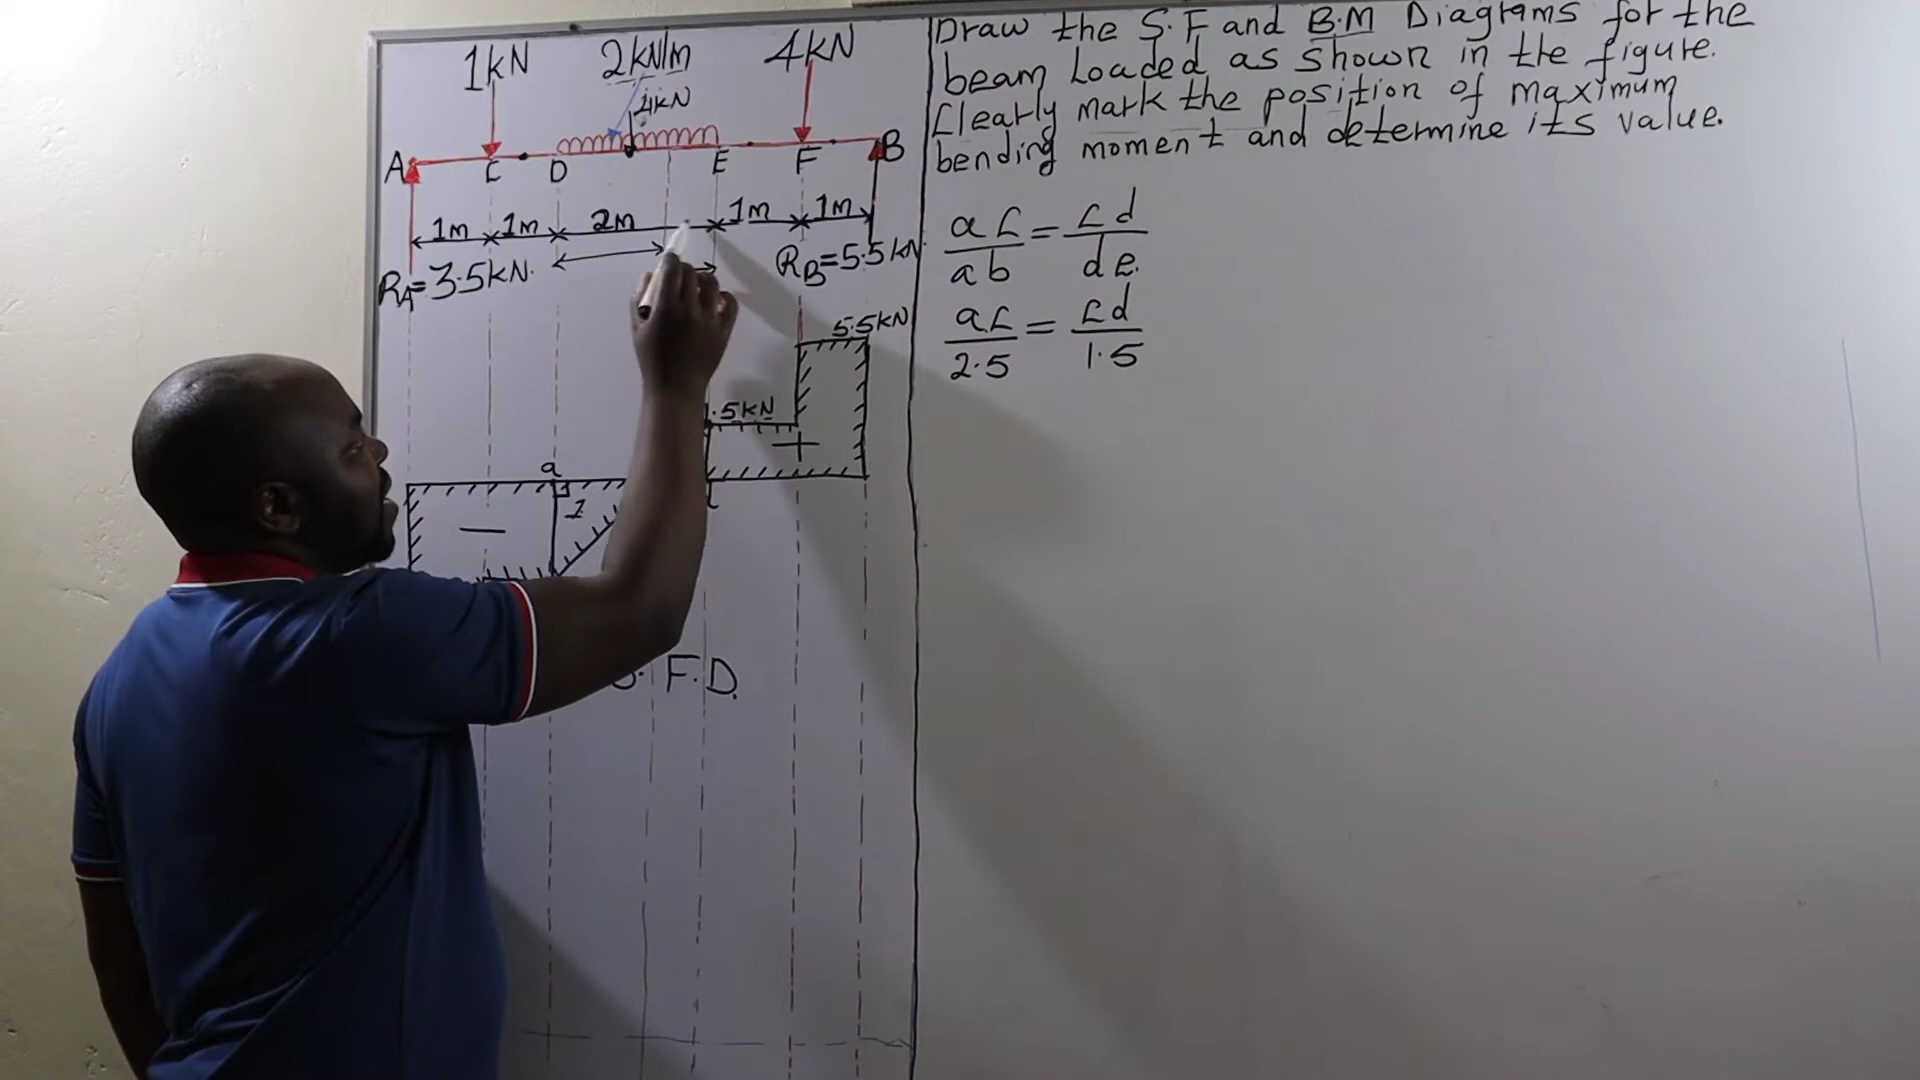 Draw the S.F and B.M Diagrams for the
beam Loaded as shown in the figure.
Clearly mark the position of maximum
bending moment and determine its value.
1kN 2kN/m 4kN
4kN
A C D E F B
1m 1m 2m 1m 1m
RA=3.5kN. RB=5.5kN
5.5kN
.5kN
+
a
1
—
S.F.D.
ac/ab = cd/de.
ac/2.5 = cd/1.5